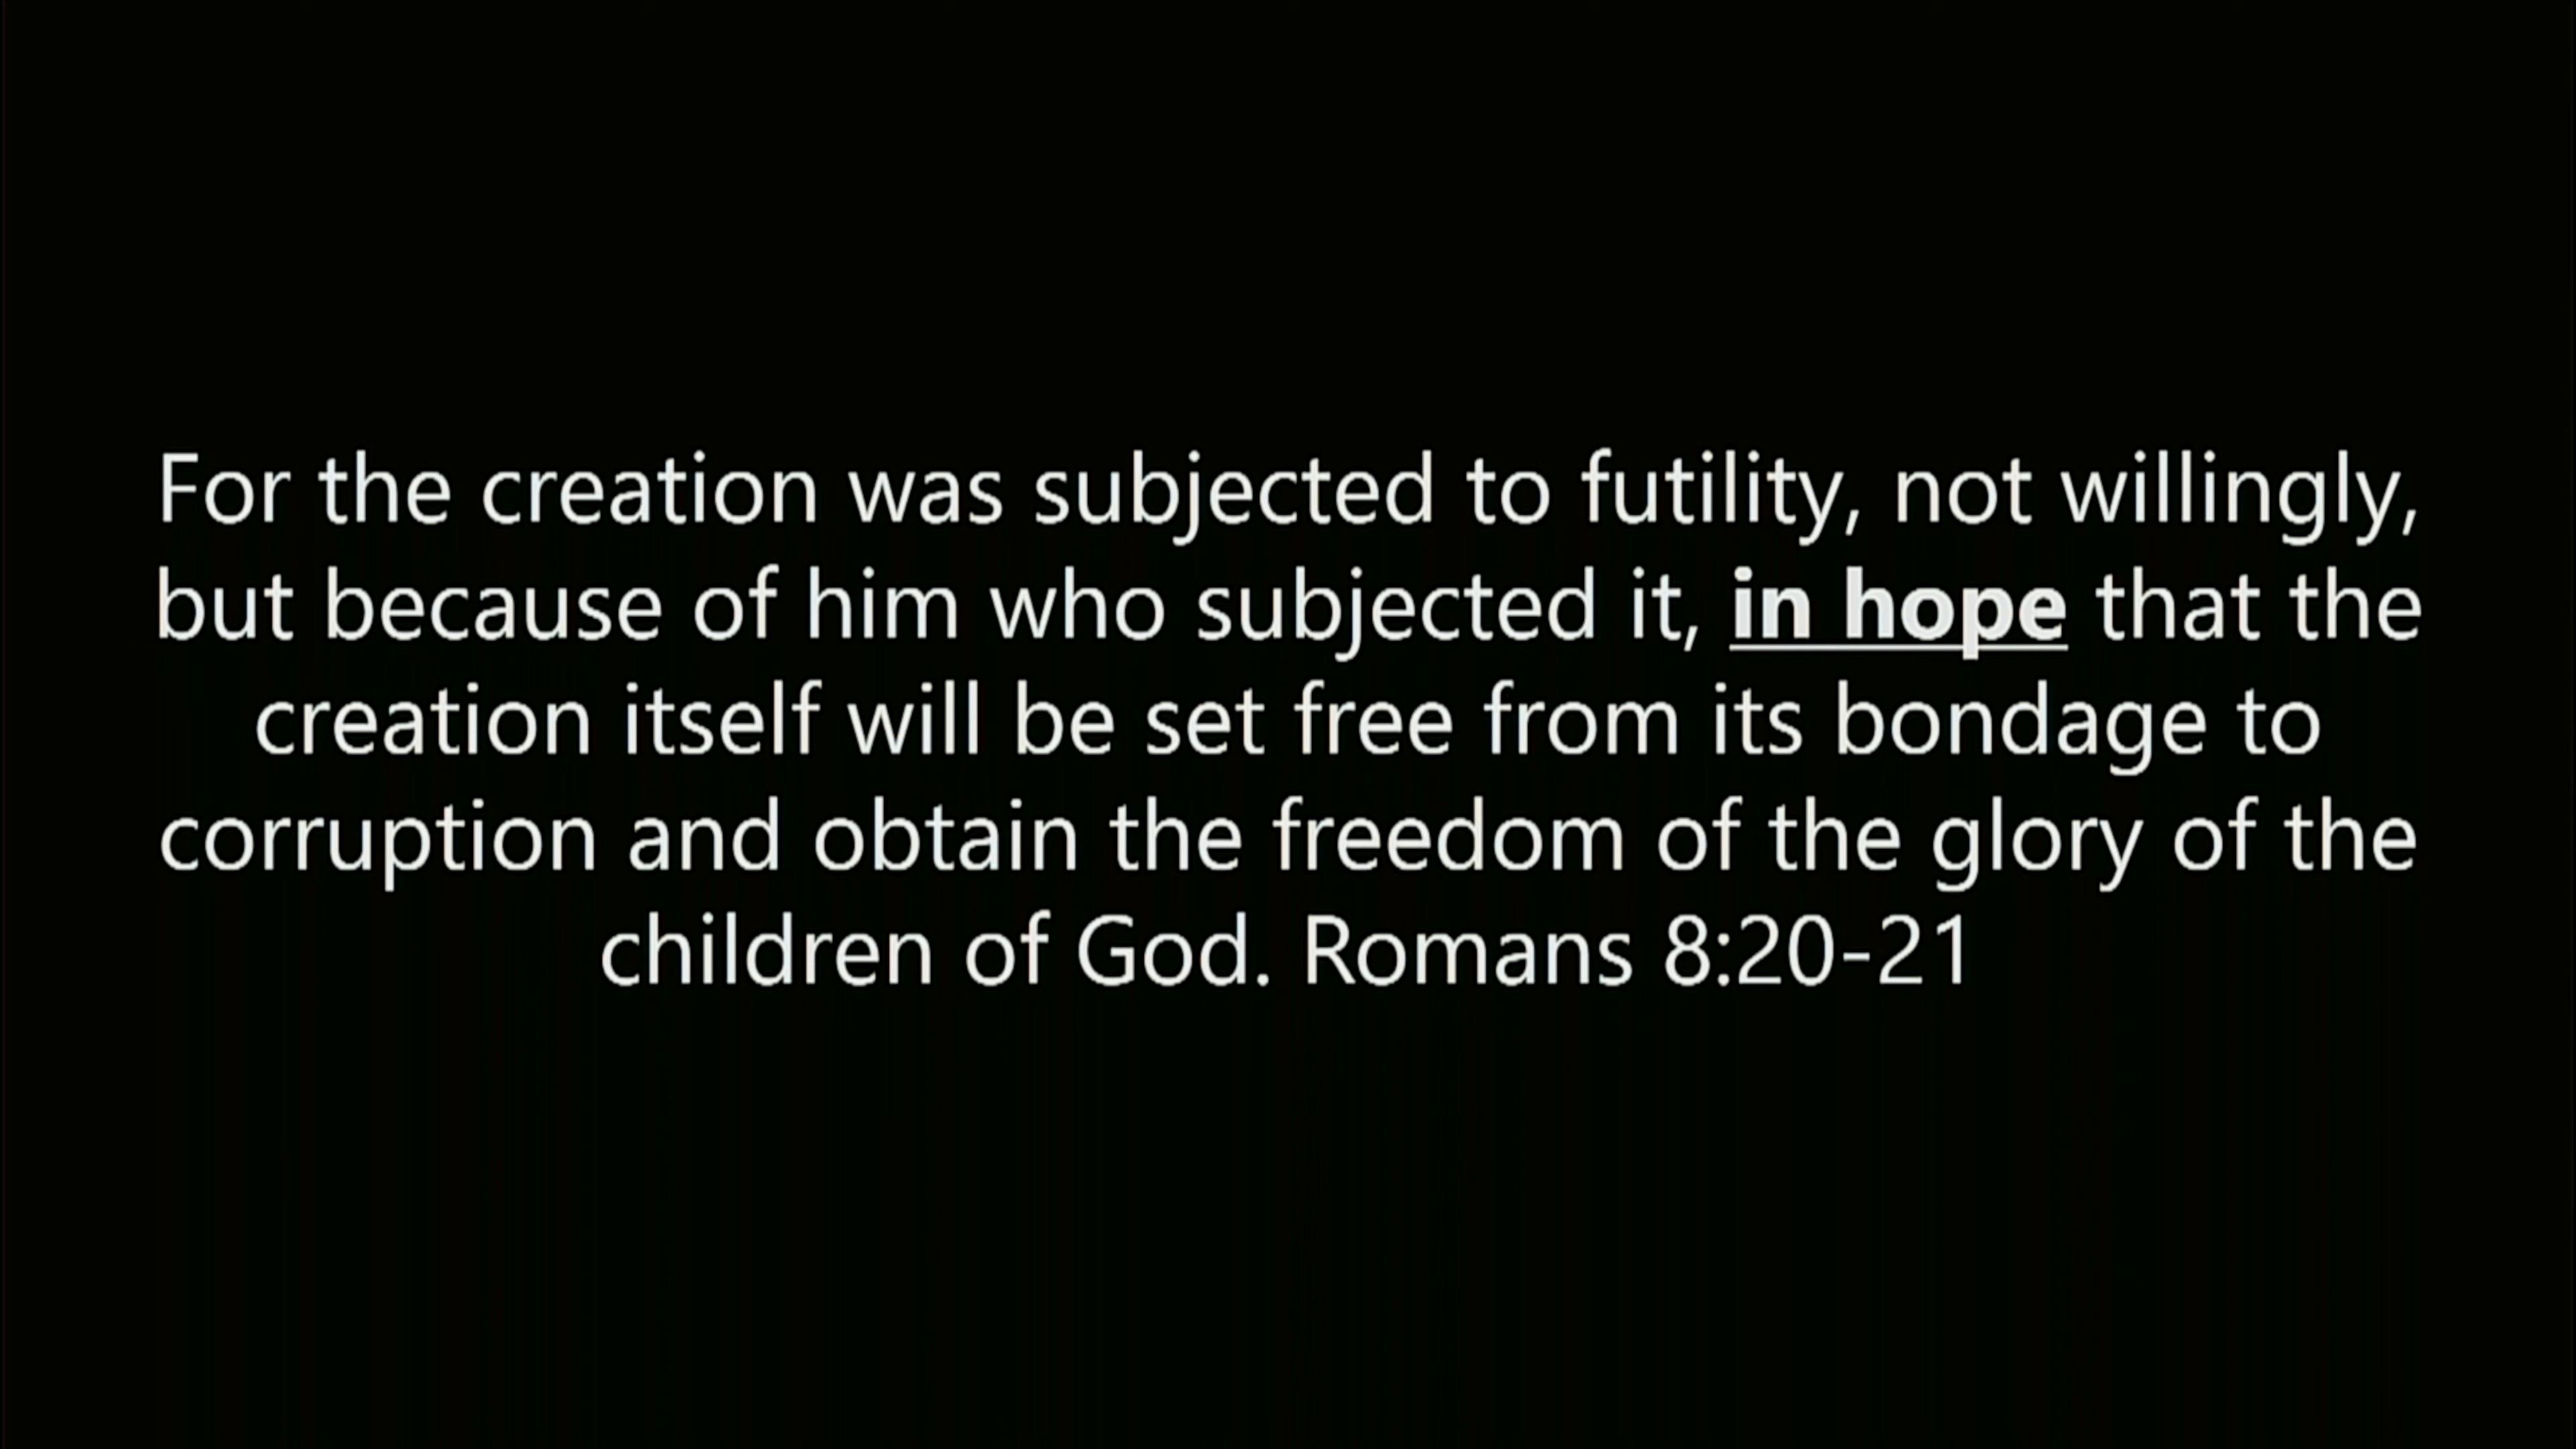 For the creation was subjected to futility, not willingly,
but because of him who subjected it, in hope that the
creation itself will be set free from its bondage to
corruption and obtain the freedom of the glory of the
children of God. Romans 8:20-21